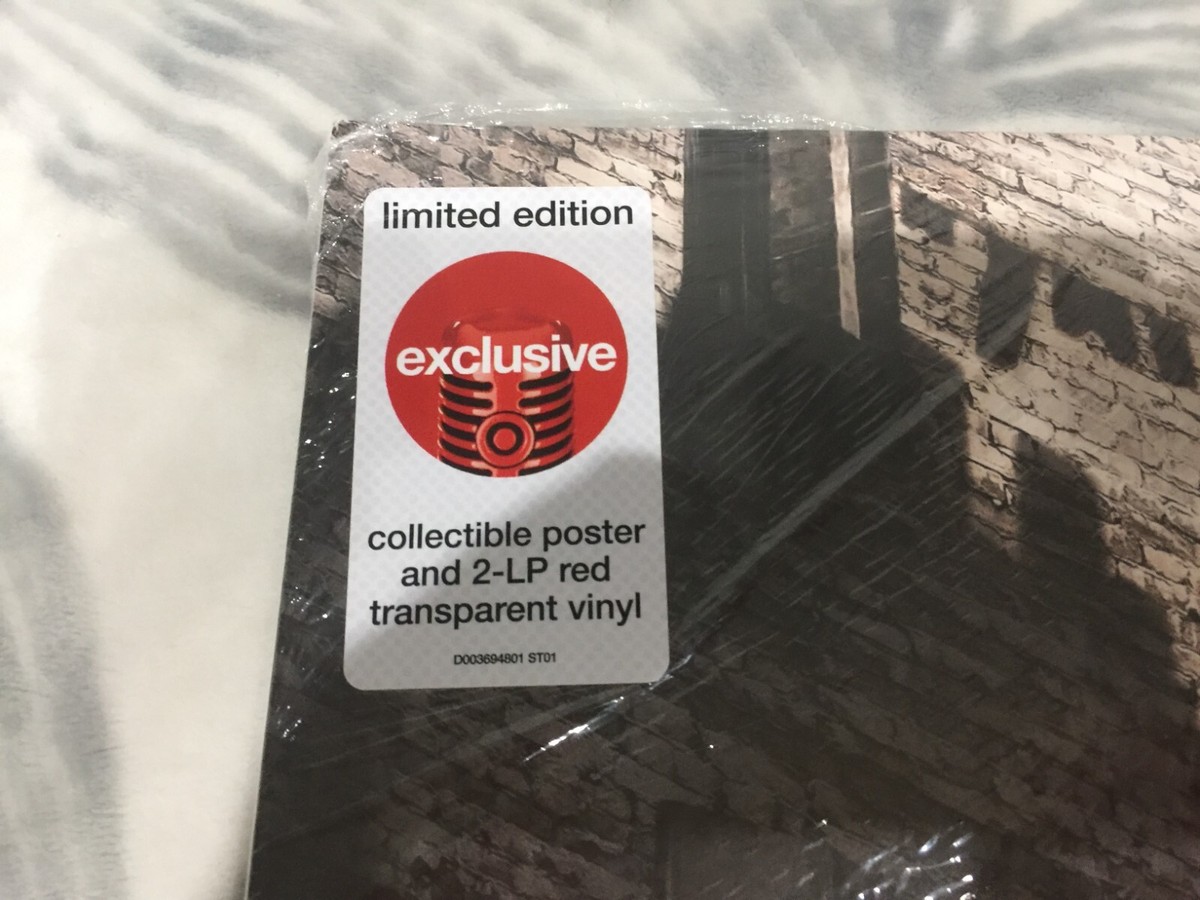 limited edition
exclusive
collectible poster
and 2-LP red
transparent vinyl
D003694801 ST01